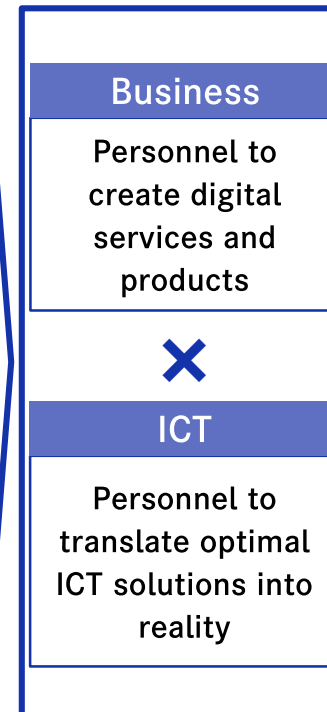 Business
Personnel to
create digital
services and
products
×
ICT
Personnel to
translate optimal
ICT solutions into
reality